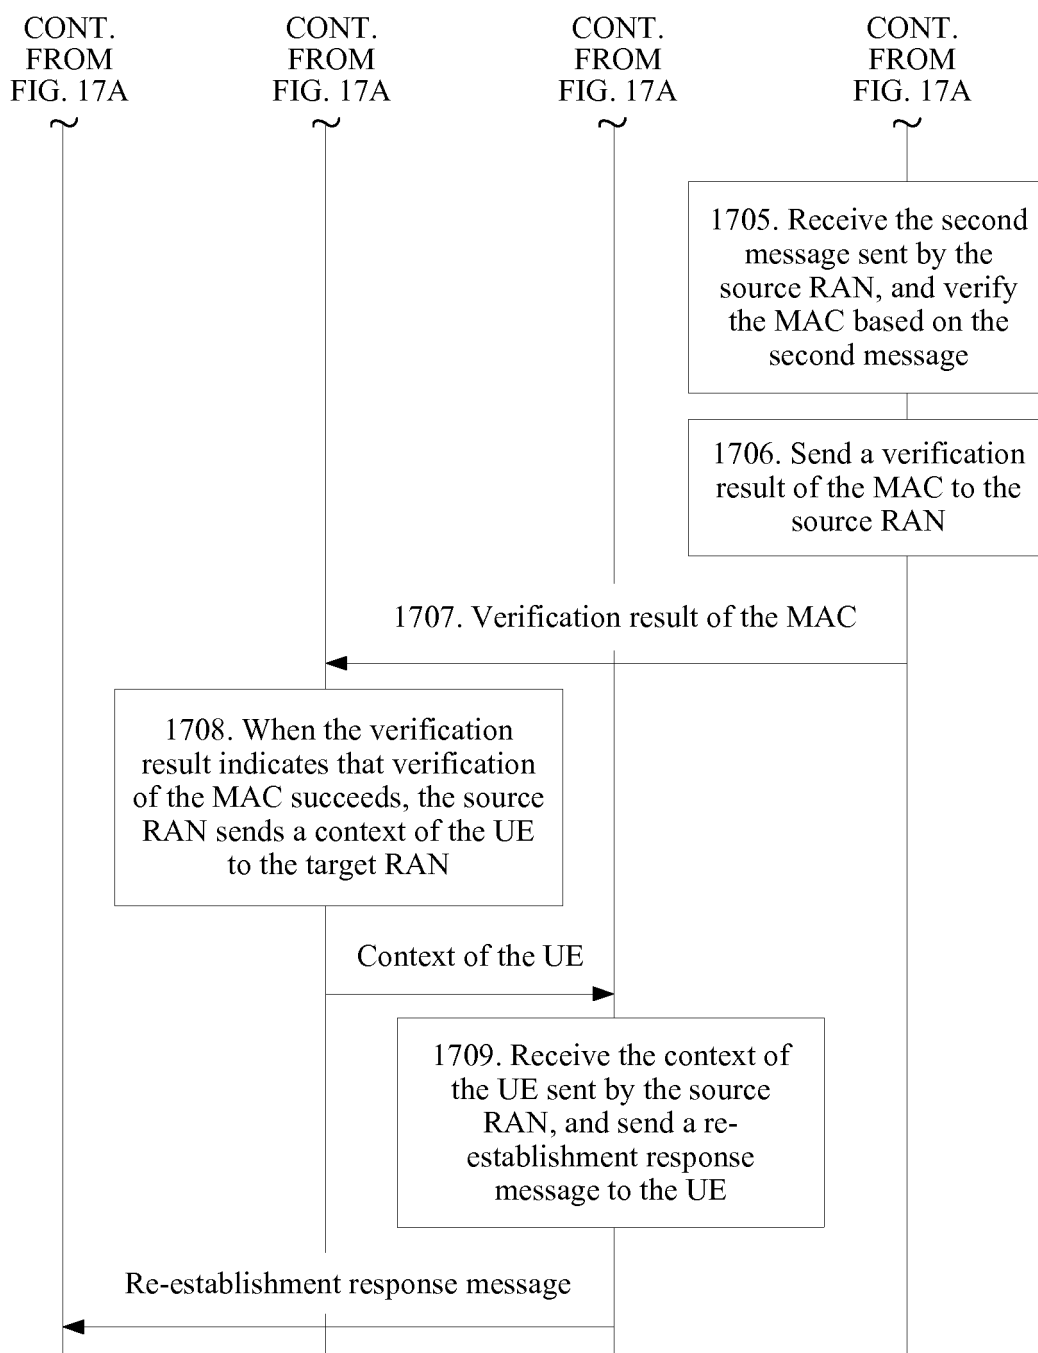 CONT.
FROM
FIG. 17A
CONT.
FROM
FIG. 17A
CONT.
FROM
FIG. 17A
CONT.
FROM
FIG. 17A
1705. Receive the second
message sent by the
source RAN, and verify
the MAC based on the
second message
1706. Send a verification
result of the MAC to the
source RAN
1707. Verification result of the MAC
1708. When the verification
result indicates that verification
of the MAC succeeds, the source
RAN sends a context of the UE
to the target RAN
Context of the UE
1709. Receive the context of
the UE sent by the source
RAN, and send a re-
establishment response
message to the UE
Re-establishment response message